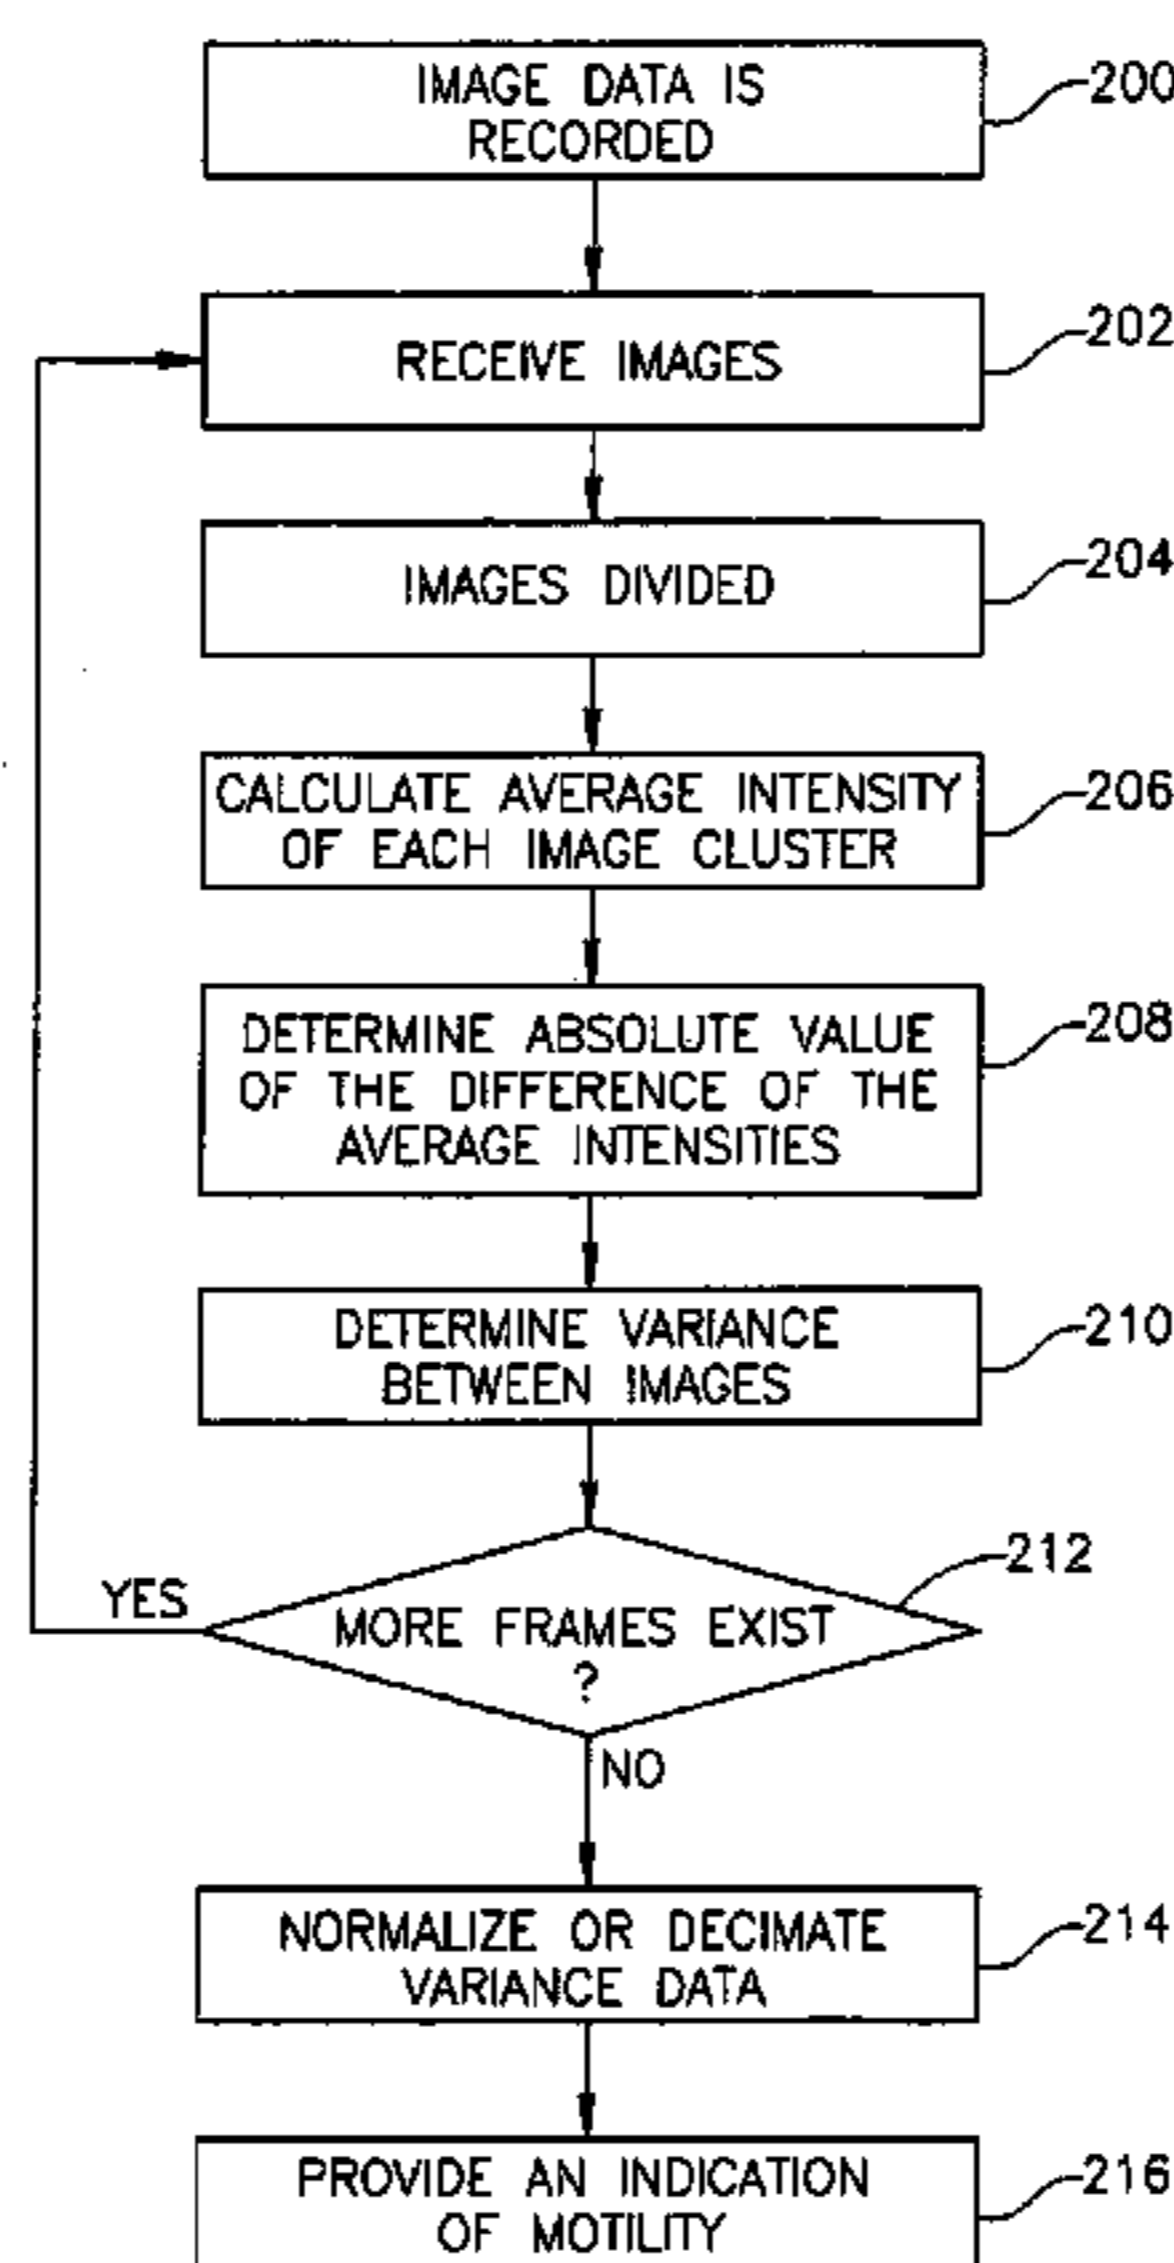 IMAGE DATA IS
RECORDED
200
RECEIVE IMAGES
202
IMAGES DIVIDED
204
CALCULATE AVERAGE INTENSITY
OF EACH IMAGE CLUSTER
206
DETERMINE ABSOLUTE VALUE
OF THE DIFFERENCE OF THE
AVERAGE INTENSITIES
208
DETERMINE VARIANCE
BETWEEN IMAGES
210
212
YES
MORE FRAMES EXIST
?
NO
NORMALIZE OR DECIMATE
VARIANCE DATA
214
PROVIDE AN INDICATION
OF MOTILITY
216